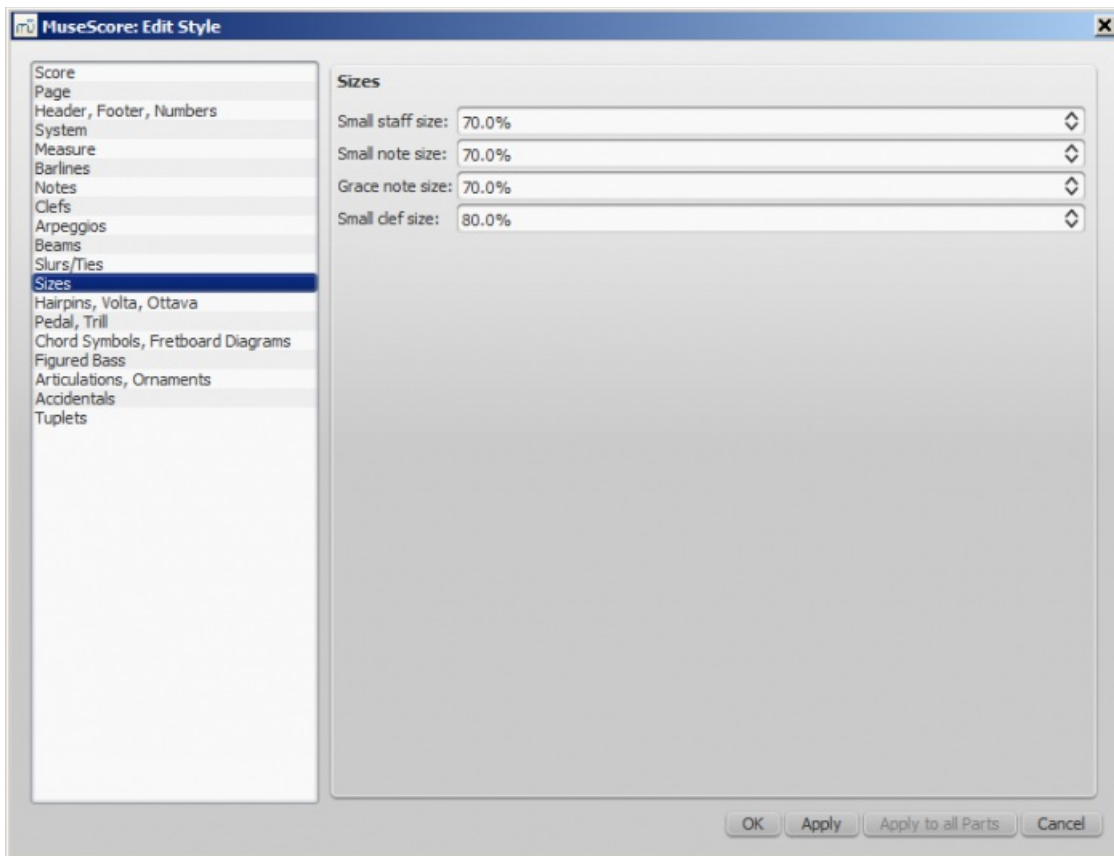 MuseScore: Edit Style
Score
Page
Header, Footer, Numbers
System
Measure
Barlines
Notes
Clefs
Arpeggios
Beams
Slurs/Ties
Sizes
Hairpins, Volta, Ottava
Pedal, Trill
Chord Symbols, Fretboard Diagrams
Figured Bass
Articulations, Ornaments
Accidentals
Tuplets
Sizes
Small staff size: 70.0%
Small note size: 70.0%
Grace note size: 70.0%
Small clef size: 80.0%
OK Apply Apply to all Parts Cancel